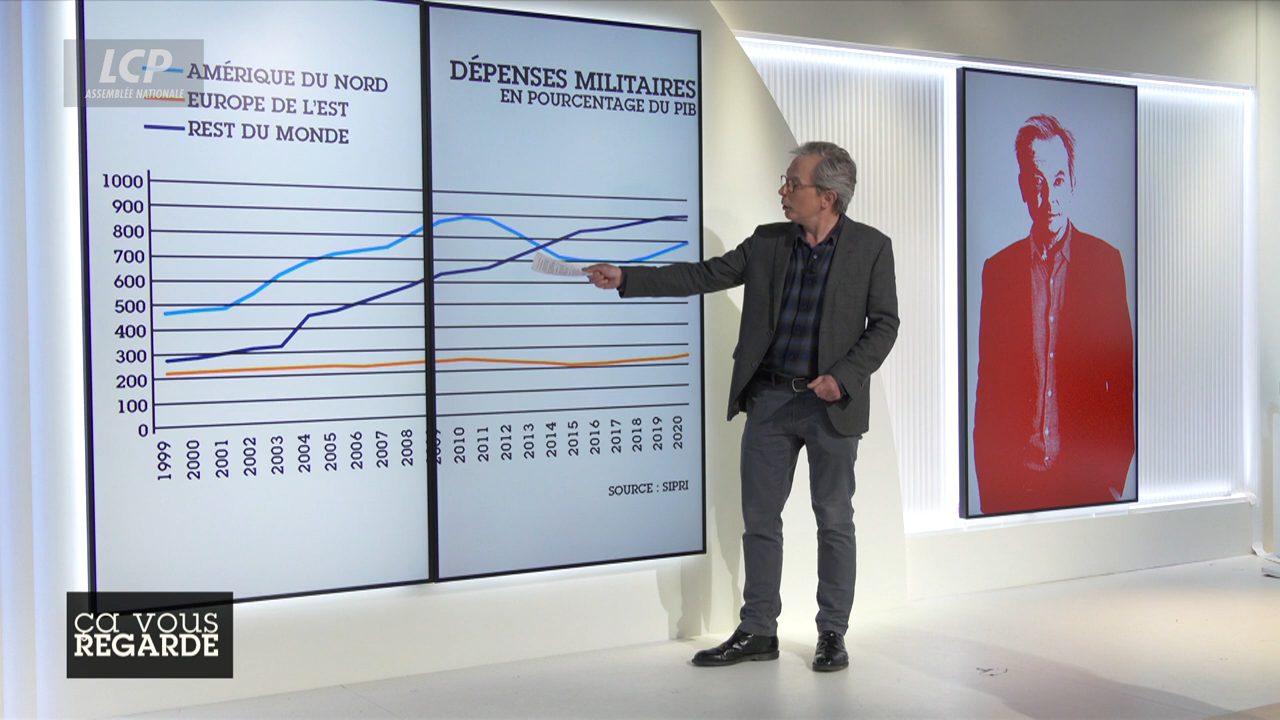 LCP
ASSEMBLÉE NATIONALE
AMÉRIQUE DU NORD
EUROPE DE L'EST
REST DU MONDE
DÉPENSES MILITAIRES
EN POURCENTAGE DU PIB
1000
900
800
700
600
500
400
300
200
100
0
1999 2000 2001 2002 2003 2004 2005 2006 2007 2008 2009 2010 2011 2012 2013 2014 2015 2016 2017 2018 2019 2020
SOURCE : SIPRI
ça vous
REGARDE